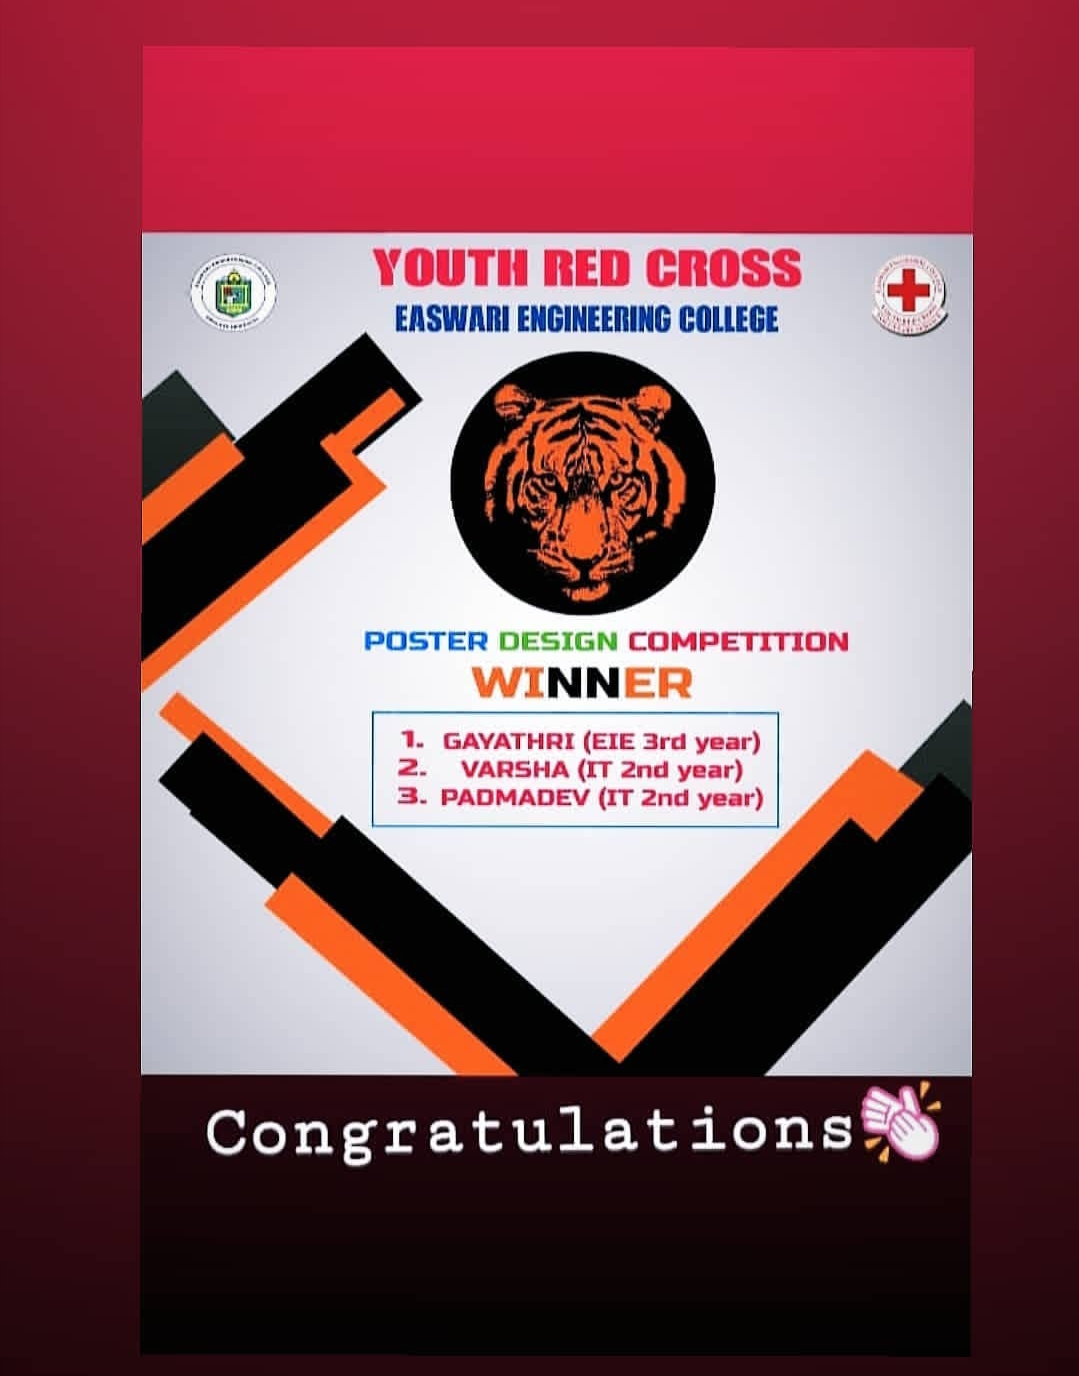 YOUTH RED CROSS
EASWARI ENGINEERING COLLEGE
POSTER DESIGN COMPETITION
WINNER
1. GAYATHRI (EIE 3rd year)
2. VARSHA (IT 2nd year)
3. PADMADEV (IT 2nd year)
Congratulations👏